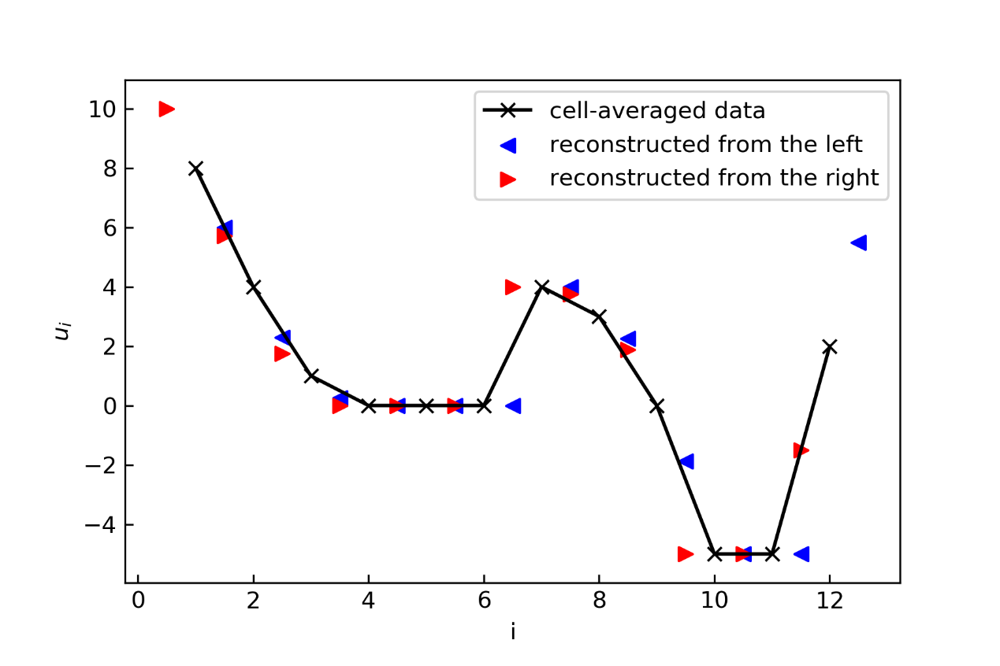 10
8
6
4
2
0
−2
−4
u_i
cell-averaged data
reconstructed from the left
reconstructed from the right
0 2 4 6 8 10 12
i